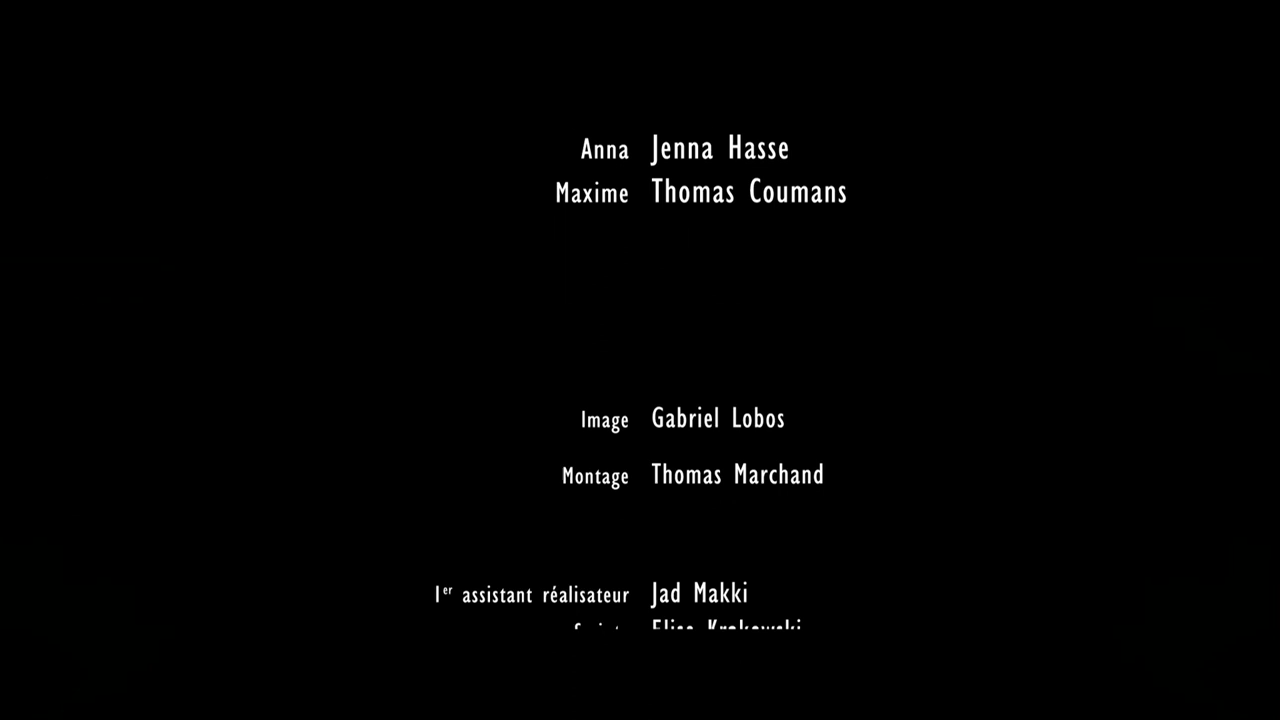 Anna Jenna Hasse
Maxime Thomas Coumans
Image Gabriel Lobos
Montage Thomas Marchand
1er assistant réalisateur Jad Makki